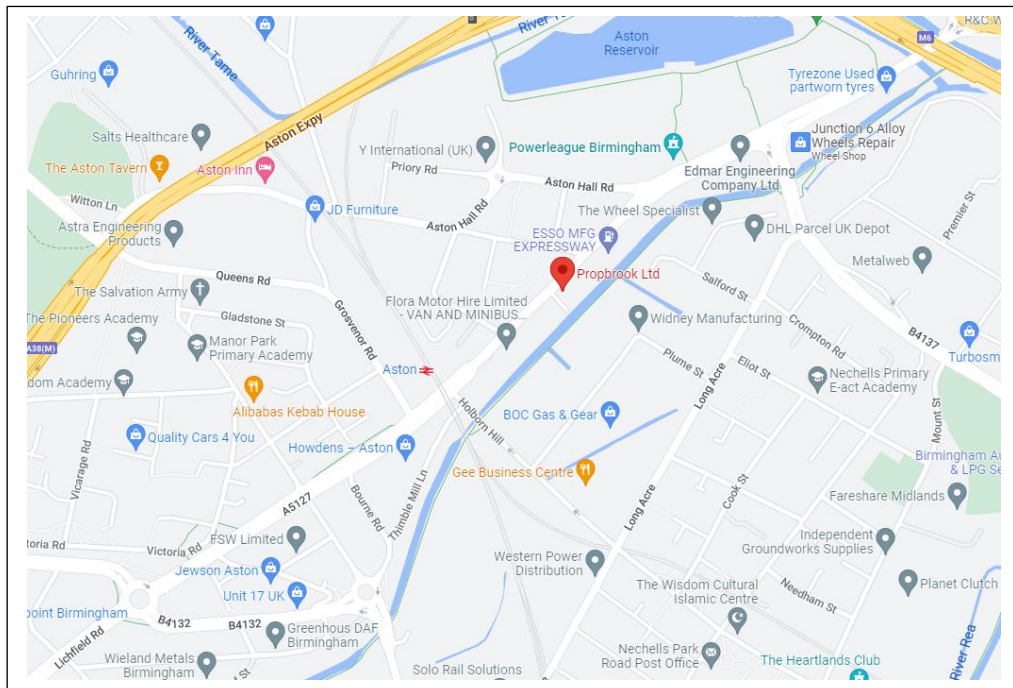 River Tame
River Ta
Aston
Reservoir
M6
R&C W
Guhring
Tyrezone Used
partworn tyres
Salts Healthcare
Aston Expy
Y International (UK)
Powerleague Birmingham
Junction 6 Alloy
Wheels Repair
Wheel Shop
The Aston Tavern
Aston Inn
Priory Rd
Edmar Engineering
Company Ltd
Aston Hall Rd
Witton Ln
JD Furniture
Aston Hall Rd
The Wheel Specialist
Premier St
Astra Engineering
Products
ESSO MFG
EXPRESSWAY
DHL Parcel UK Depot
Metalweb
Queens Rd
Propbrook Ltd
Salford St
The Salvation Army
Flora Motor Hire Limited
- VAN AND MINIBUS...
Gladstone St
Grosvenor Rd
Widney Manufacturing
Crompton Rd
B4137
The Pioneers Academy
Manor Park
Primary Academy
A38(M)
Turbosm
Plume St
Eliot St
Long Acre
Aston
Nechells Primary
E-act Academy
dom Academy
Alibabas Kebab House
Holborn Hill
BOC Gas & Gear
Mount St
Quality Cars 4 You
Howdens – Aston
Birmingham Au
& LPG Se
Vicarage Rd
Gee Business Centre
Cook St
Fareshare Midlands
A5127
Bourne Rd
Thimble Mill Ln
Long Acre
toria Rd
Victoria Rd
FSW Limited
Independent
Groundworks Supplies
Western Power
Distribution
Jewson Aston
Needham St
Planet Clutch
The Wisdom Cultural
Islamic Centre
Unit 17 UK
point Birmingham
B4132
B4132
Greenhous DAF
Birmingham
Lichfield Rd
Nechells Park
Road Post Office
River Rea
Wieland Metals
Birmingham
Solo Rail Solutions
The Heartlands Club